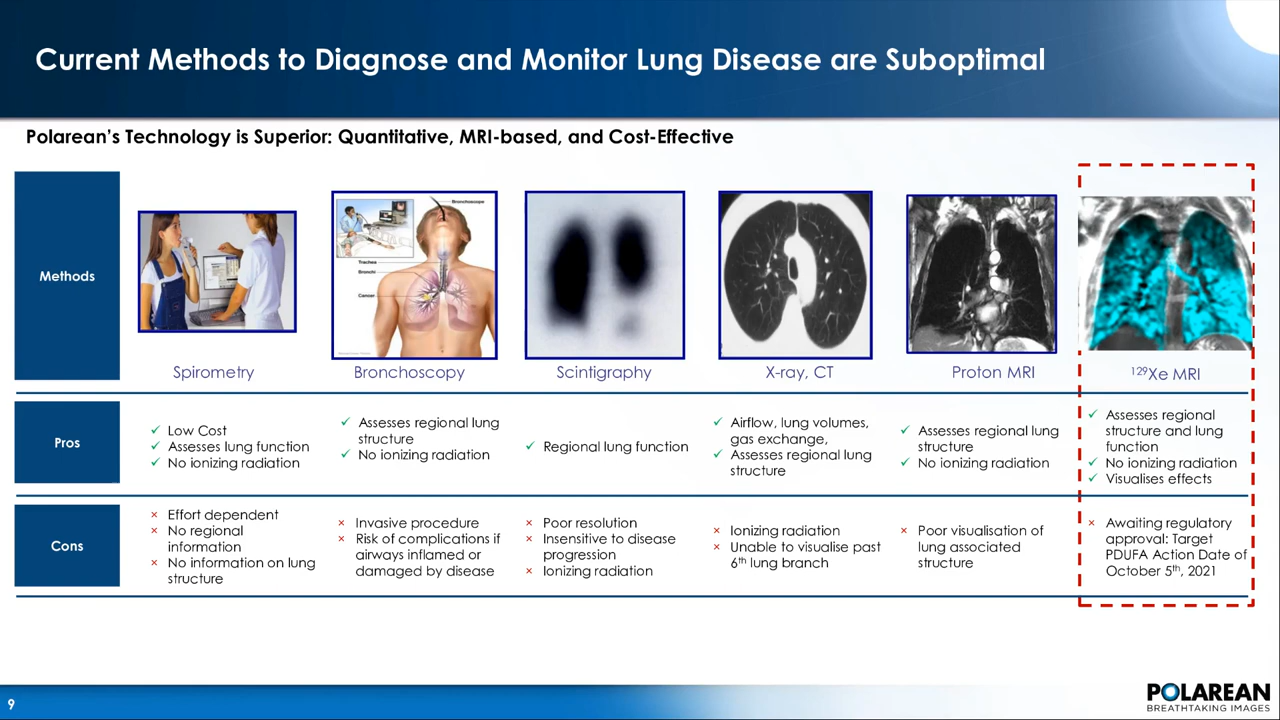 Current Methods to Diagnose and Monitor Lung Disease are Suboptimal
Polarean's Technology is Superior: Quantitative, MRI-based, and Cost-Effective
Methods
Bronchoscope
Trachea
Bronchi
Cancer
Spirometry
Bronchoscopy
Scintigraphy
X-ray, CT
Proton MRI
¹²⁹Xe MRI
Pros
✓ Low Cost
✓ Assesses lung function
✓ No ionizing radiation
✓ Assesses regional lung
structure
✓ No ionizing radiation
✓ Regional lung function
✓ Airflow, lung volumes,
gas exchange,
✓ Assesses regional lung
structure
✓ Assesses regional lung
structure
✓ No ionizing radiation
✓ Assesses regional
structure and lung
function
✓ No ionizing radiation
✓ Visualises effects
Cons
× Effort dependent
× No regional
information
× No information on lung
structure
× Invasive procedure
× Risk of complications if
airways inflamed or
damaged by disease
× Poor resolution
× Insensitive to disease
progression
× Ionizing radiation
× Ionizing radiation
× Unable to visualise past
6th lung branch
× Poor visualisation of
lung associated
structure
× Awaiting regulatory
approval: Target
PDUFA Action Date of
October 5th, 2021
9
POLAREAN
BREATHTAKING IMAGES